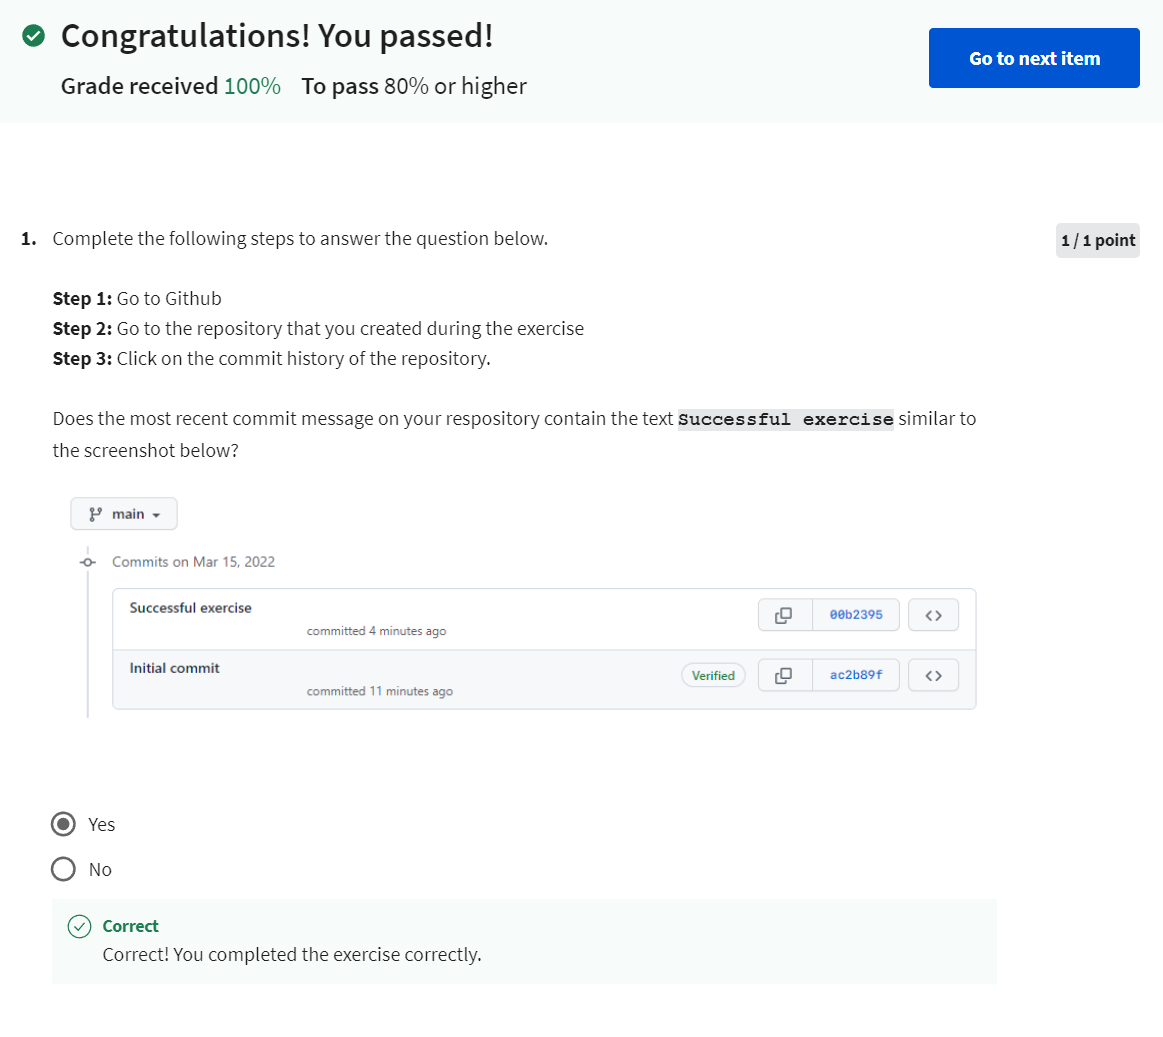 Congratulations! You passed!
Grade received 100% To pass 80% or higher
Go to next item
1. Complete the following steps to answer the question below.
1 / 1 point
Step 1: Go to Github
Step 2: Go to the repository that you created during the exercise
Step 3: Click on the commit history of the repository.
Does the most recent commit message on your respository contain the text Successful exercise similar to
the screenshot below?
main
Commits on Mar 15, 2022
Successful exercise
committed 4 minutes ago
00b2395
Initial commit
committed 11 minutes ago
Verified
ac2b89f
Yes
No
Correct
Correct! You completed the exercise correctly.